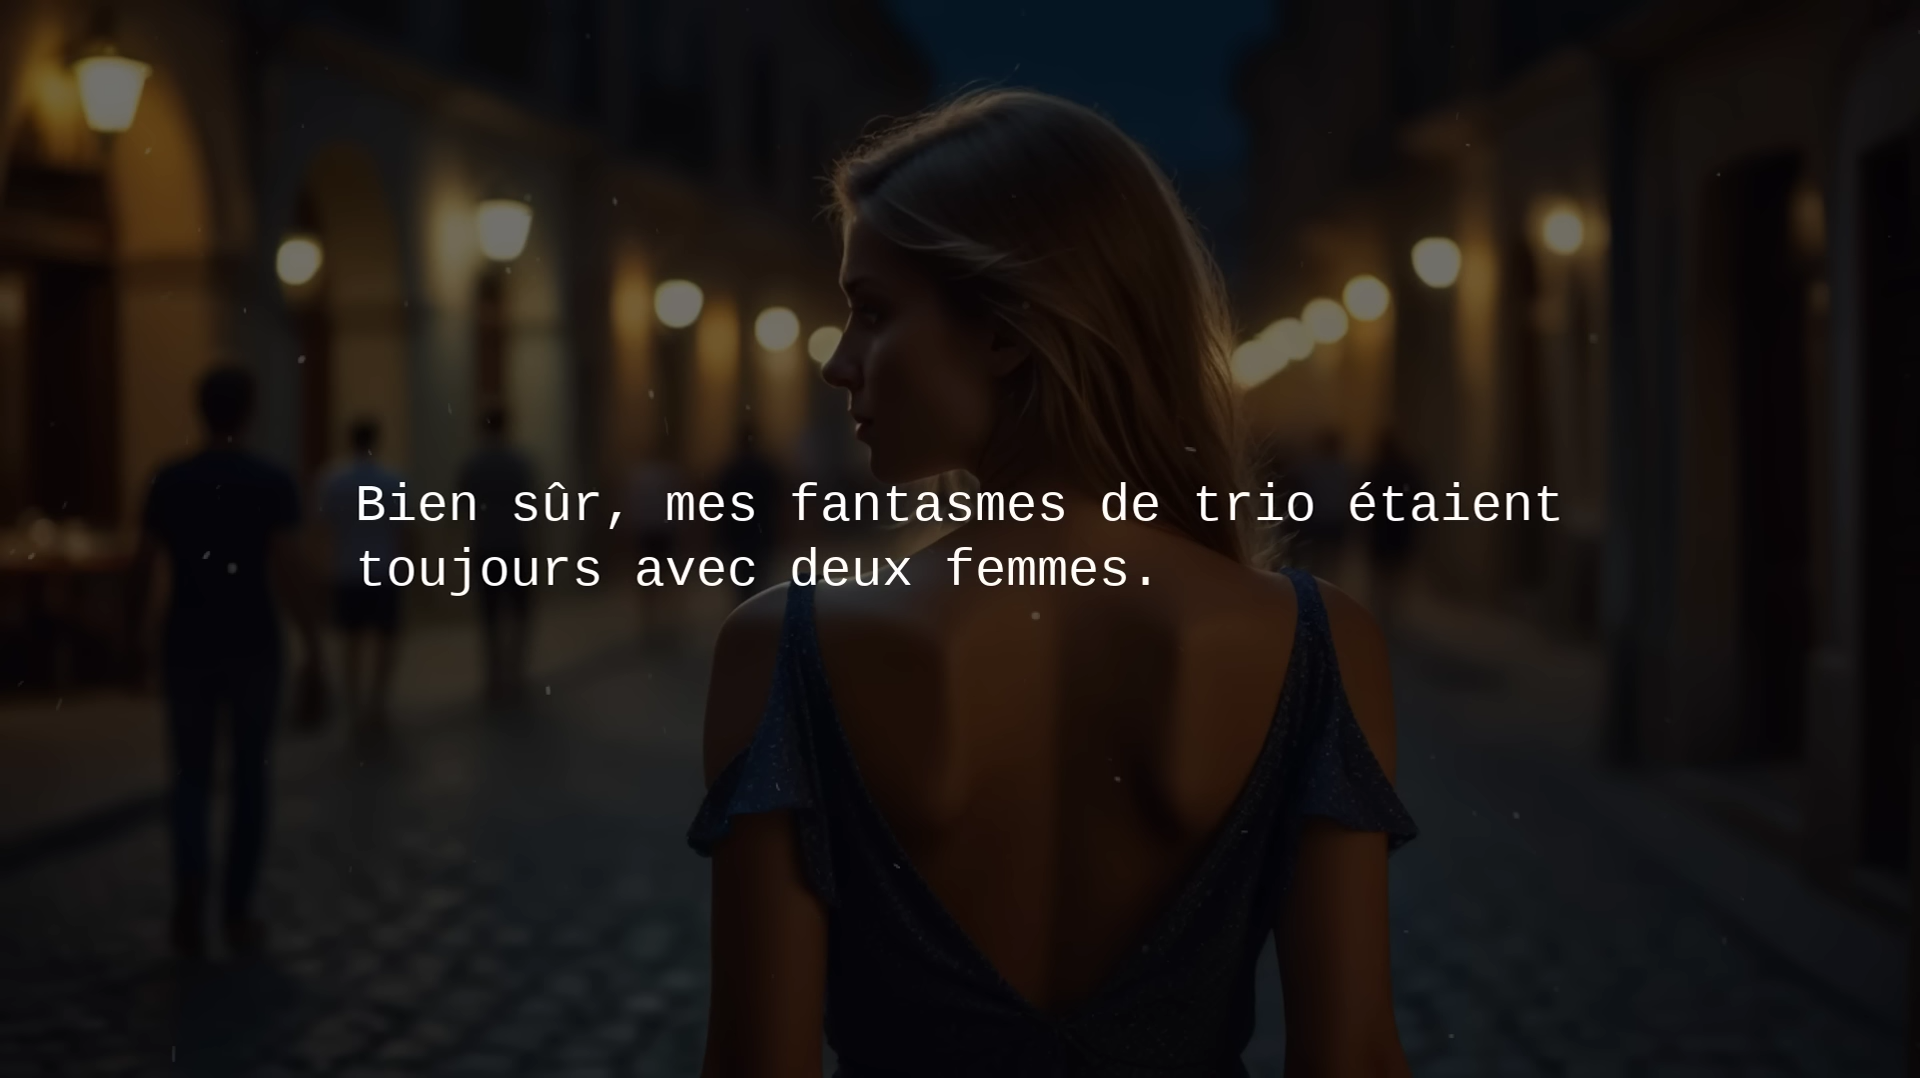 Bien sûr, mes fantasmes de trio étaient
toujours avec deux femmes.